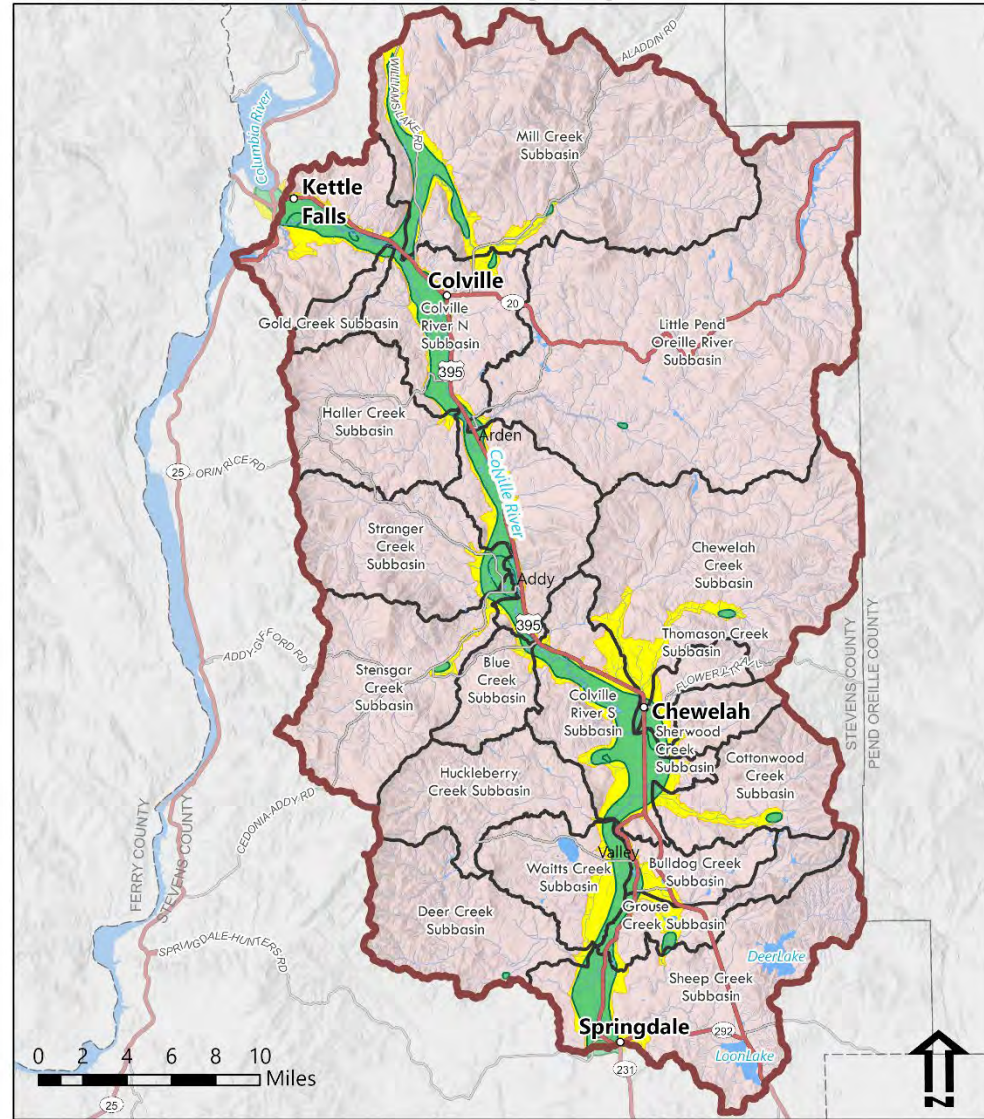 ALADDIN RD
WILLIAMS LAKE RD
Columbia River
Mill Creek
Subbasin
Kettle
Falls
Colville
20
Colville
River N
Subbasin
Gold Creek Subbasin
Little Pend
Oreille River
Subbasin
395
Haller Creek
Subbasin
Arden
25
ORIN-RICE RD
Colville River
Stranger
Creek
Subbasin
Chewelah
Creek
Subbasin
Addy
395
Thomason Creek
Subbasin
ADDY-GIFFORD RD
FLOWERY TRAIL
Stensgar
Creek
Subbasin
Blue
Creek
Subbasin
Colville
River S
Subbasin
Chewelah
Sherwood
Creek
Subbasin
STEVENS COUNTY
PEND OREILLE COUNTY
Cottonwood
Creek
Subbasin
Huckleberry
Creek Subbasin
CEDONIA-ADDY RD
FERRY COUNTY
STEVENS COUNTY
Valley
Waitts Creek
Subbasin
Bulldog Creek
Subbasin
Grouse
Creek Subbasin
Deer Creek
Subbasin
SPRINGDALE-HUNTERS RD
Deer Lake
Sheep Creek
Subbasin
Springdale
292
Loon Lake
231
0 2 4 6 8 10
Miles
N
25